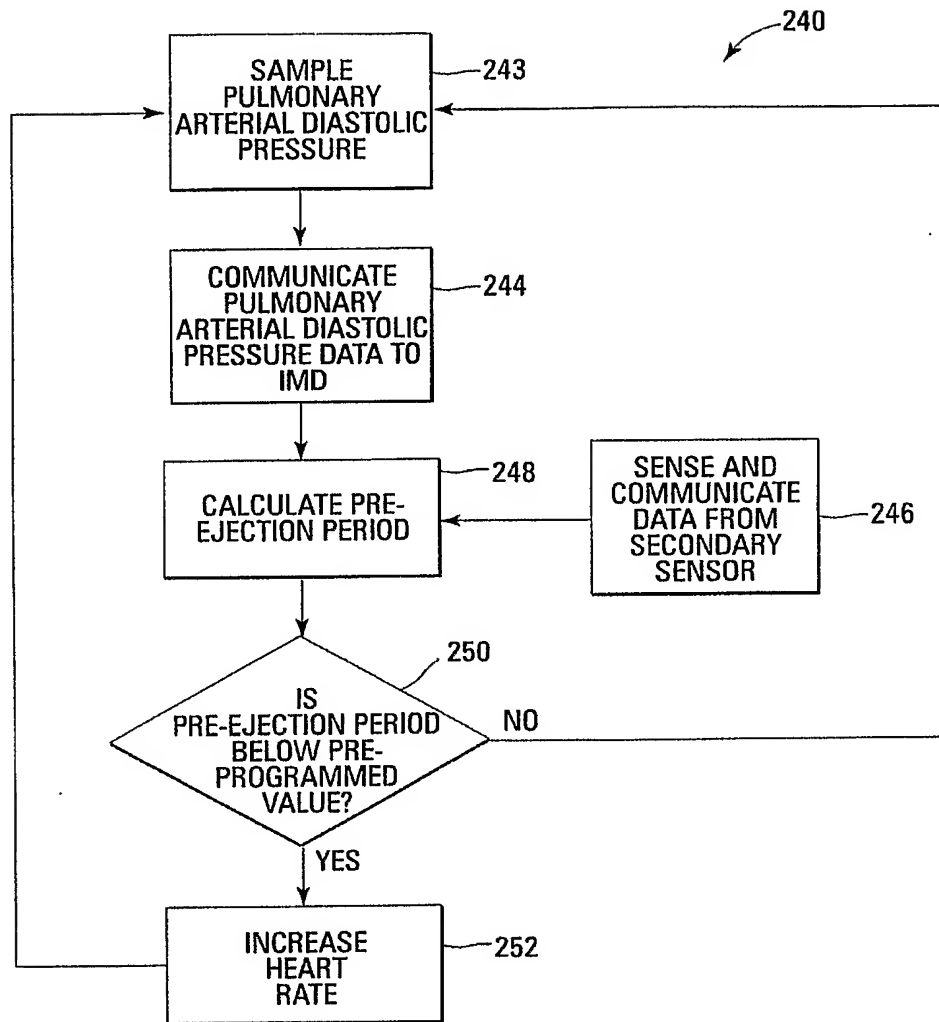 240
SAMPLE
PULMONARY
ARTERIAL DIASTOLIC
PRESSURE
243
COMMUNICATE
PULMONARY
ARTERIAL DIASTOLIC
PRESSURE DATA TO
IMD
244
CALCULATE PRE-
EJECTION PERIOD
248
SENSE AND
COMMUNICATE
DATA FROM
SECONDARY
SENSOR
246
250
IS
PRE-EJECTION PERIOD
BELOW PRE-
PROGRAMMED
VALUE?
NO
YES
INCREASE
HEART
RATE
252